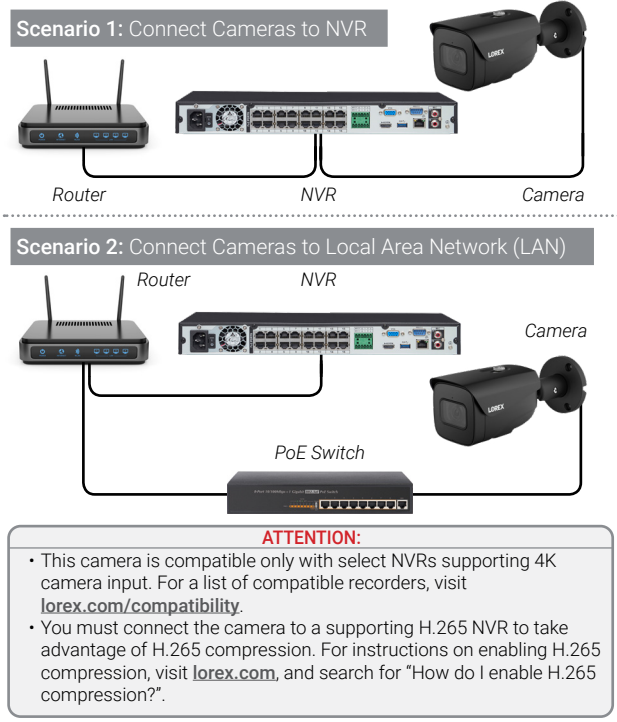 Scenario 1: Connect Cameras to NVR
LOREX
Router
NVR
Camera
Scenario 2: Connect Cameras to Local Area Network (LAN)
Router
NVR
Camera
LOREX
PoE Switch
ATTENTION:
• This camera is compatible only with select NVRs supporting 4K
camera input. For a list of compatible recorders, visit
lorex.com/compatibility.
• You must connect the camera to a supporting H.265 NVR to take
advantage of H.265 compression. For instructions on enabling H.265
compression, visit lorex.com, and search for “How do I enable H.265
compression?”.